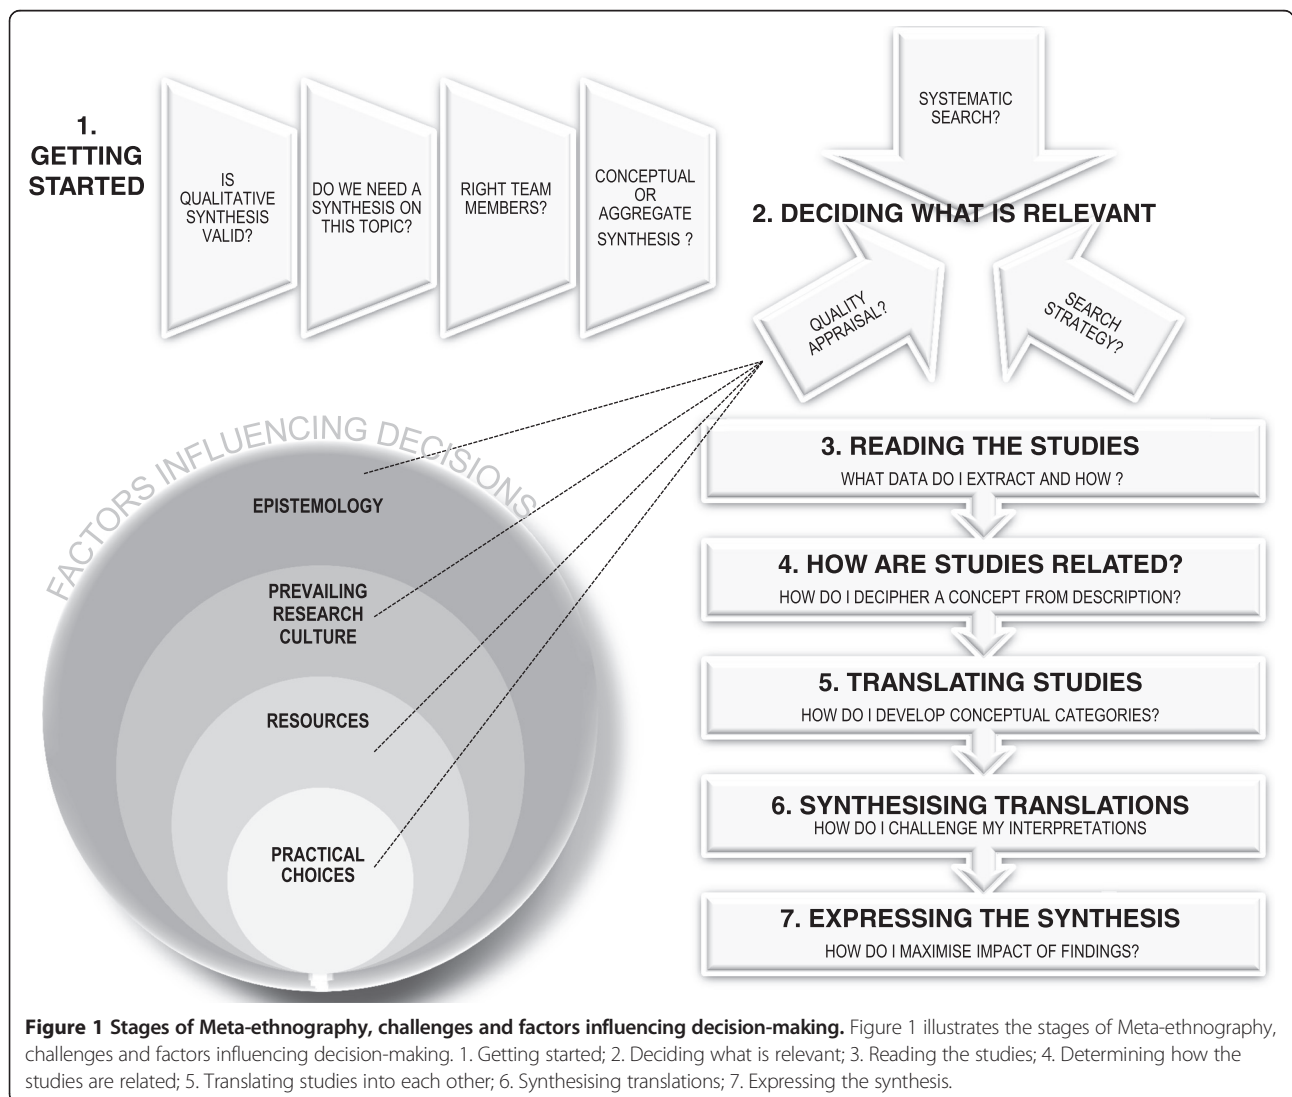 1.
GETTING
STARTED
IS
QUALITATIVE
SYNTHESIS
VALID?
DO WE NEED A
SYNTHESIS ON
THIS TOPIC?
RIGHT TEAM
MEMBERS?
CONCEPTUAL
OR
AGGREGATE
SYNTHESIS ?
SYSTEMATIC
SEARCH?
2. DECIDING WHAT IS RELEVANT
QUALITY
APPRAISAL?
SEARCH
STRATEGY?
FACTORS INFLUENCING DECISIONS
EPISTEMOLOGY
PREVAILING
RESEARCH
CULTURE
RESOURCES
PRACTICAL
CHOICES
3. READING THE STUDIES
WHAT DATA DO I EXTRACT AND HOW ?
4. HOW ARE STUDIES RELATED?
HOW DO I DECIPHER A CONCEPT FROM DESCRIPTION?
5. TRANSLATING STUDIES
HOW DO I DEVELOP CONCEPTUAL CATEGORIES?
6. SYNTHESISING TRANSLATIONS
HOW DO I CHALLENGE MY INTERPRETATIONS
7. EXPRESSING THE SYNTHESIS
HOW DO I MAXIMISE IMPACT OF FINDINGS?
Figure 1 Stages of Meta-ethnography, challenges and factors influencing decision-making. Figure 1 illustrates the stages of Meta-ethnography,
challenges and factors influencing decision-making. 1. Getting started; 2. Deciding what is relevant; 3. Reading the studies; 4. Determining how the
studies are related; 5. Translating studies into each other; 6. Synthesising translations; 7. Expressing the synthesis.